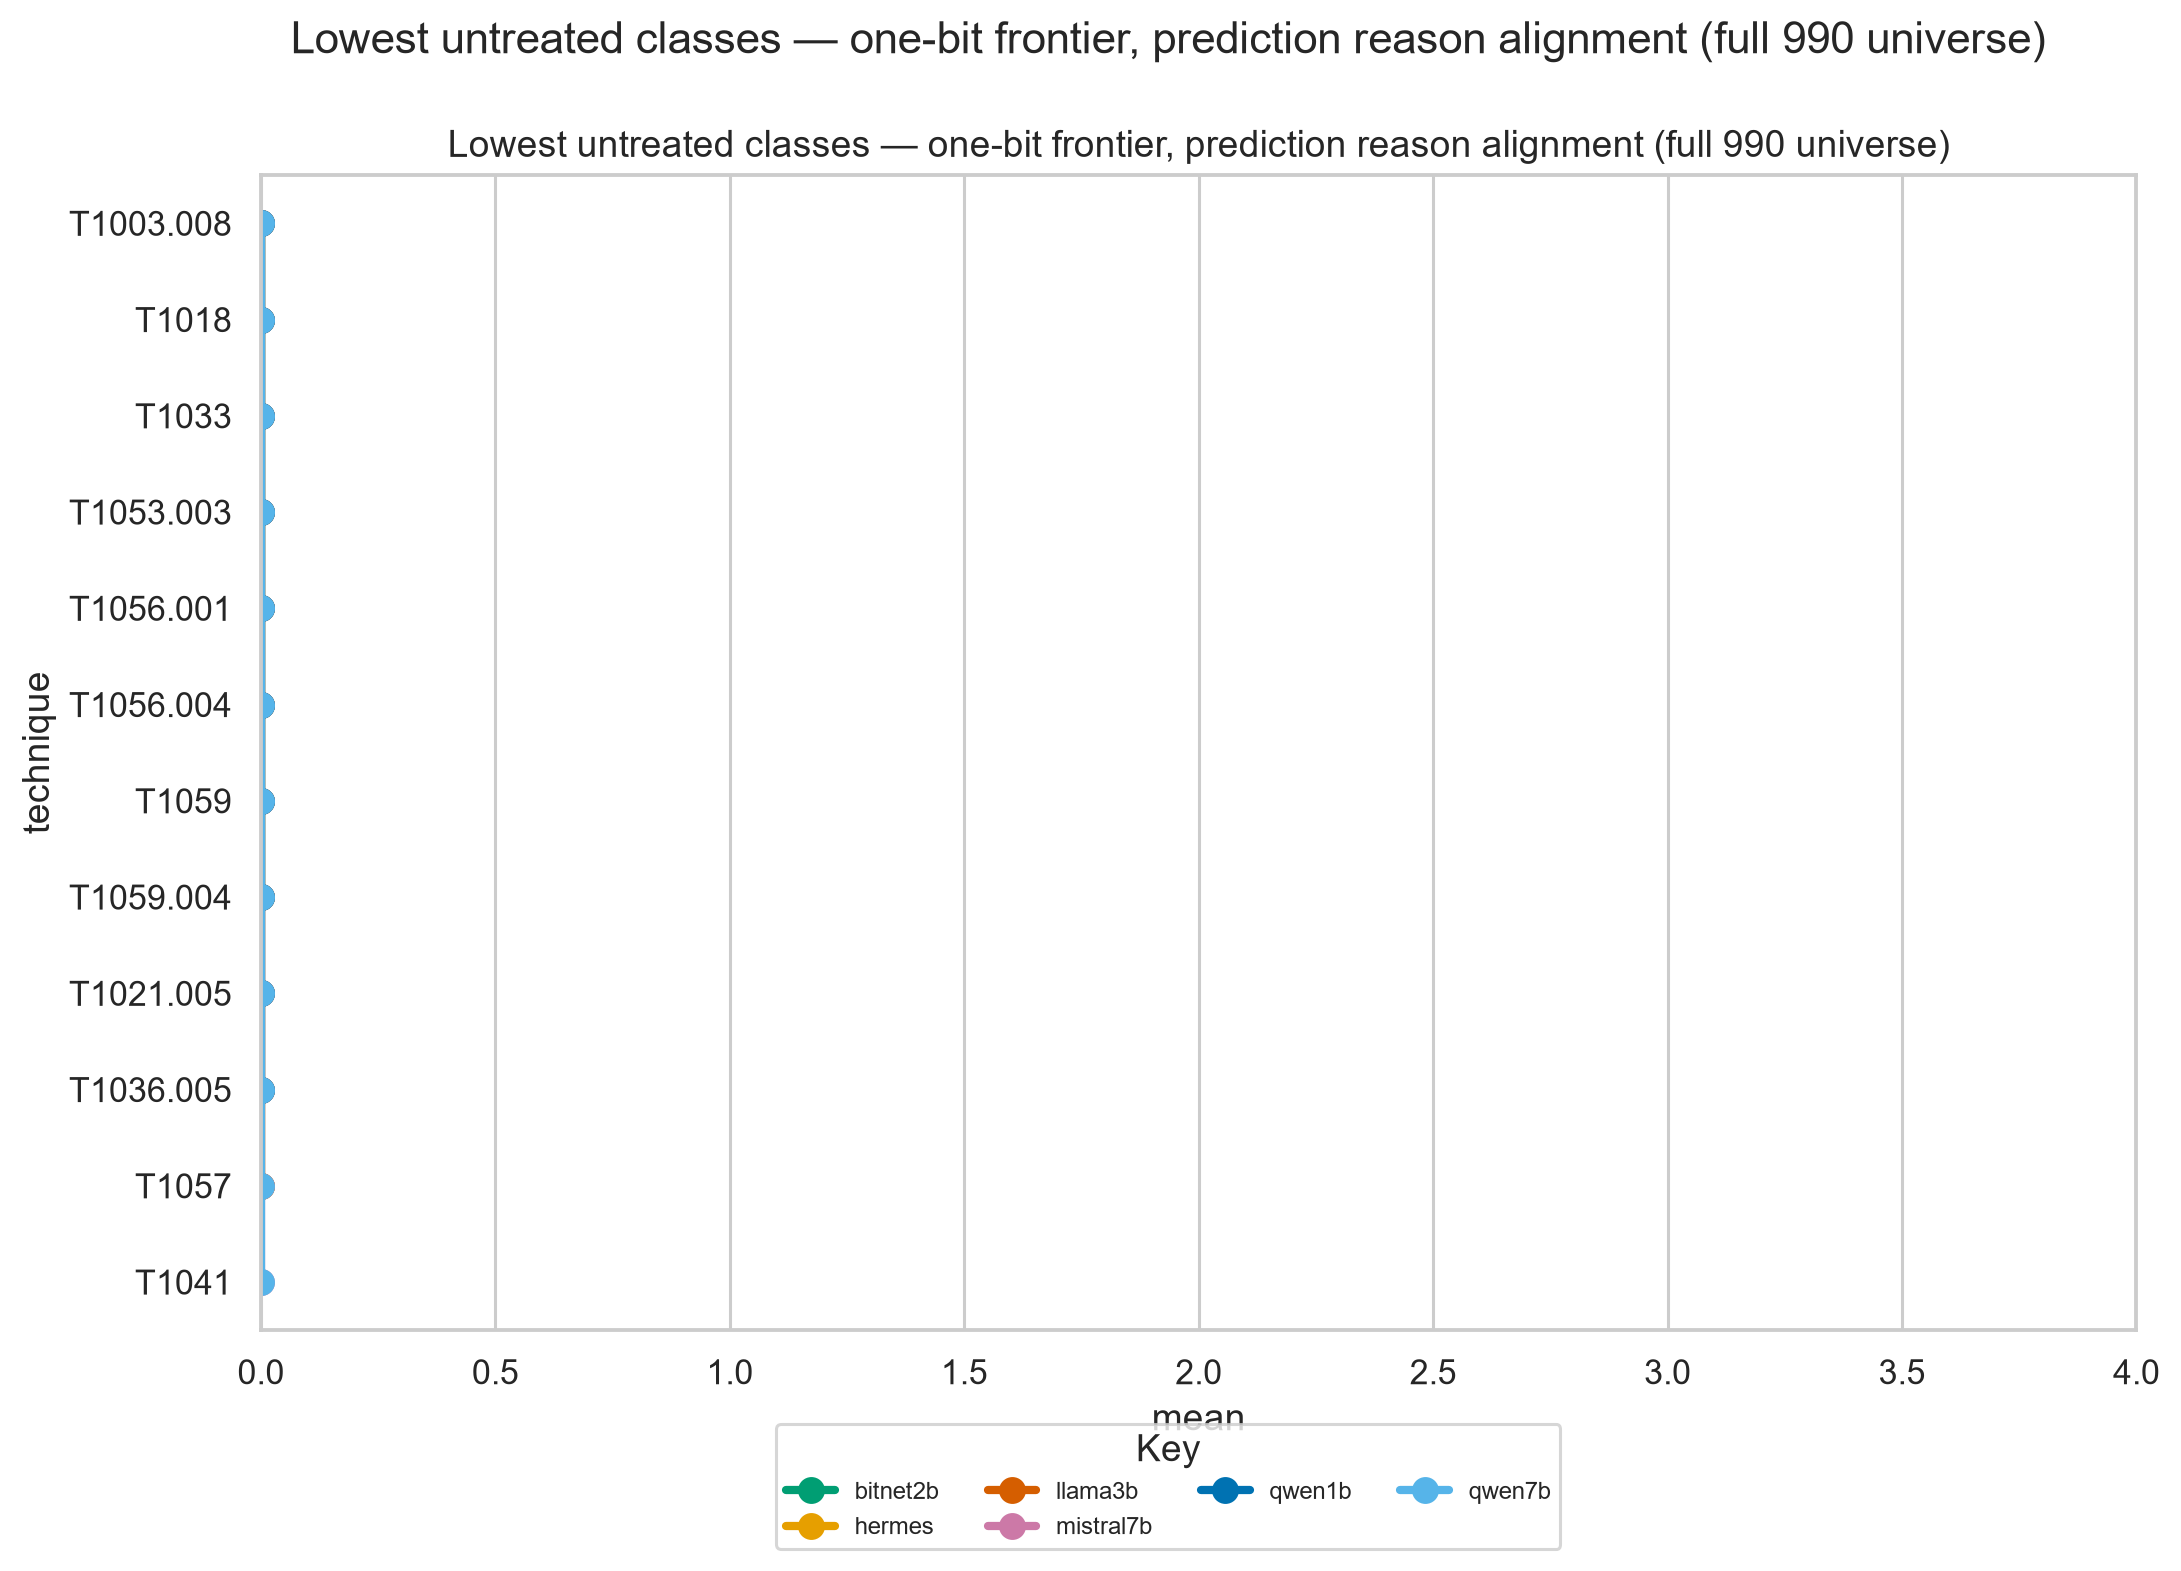 Lowest untreated classes — one-bit frontier, prediction reason alignment (full 990 universe)
Lowest untreated classes — one-bit frontier, prediction reason alignment (full 990 universe)
technique
T1003.008
T1018
T1033
T1053.003
T1056.001
T1056.004
T1059
T1059.004
T1021.005
T1036.005
T1057
T1041
0.0 0.5 1.0 1.5 2.0 2.5 3.0 3.5 4.0
mean
Key
bitnet2b llama3b qwen1b qwen7b
hermes mistral7b